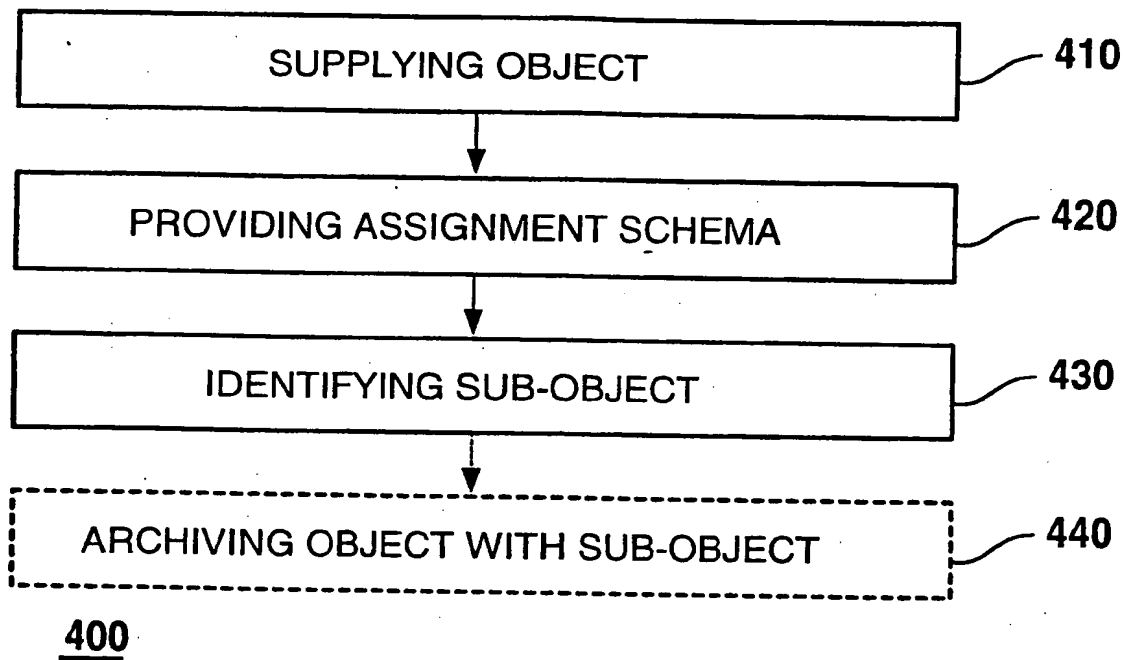 SUPPLYING OBJECT
410
PROVIDING ASSIGNMENT SCHEMA
420
IDENTIFYING SUB-OBJECT
430
ARCHIVING OBJECT WITH SUB-OBJECT
440
400